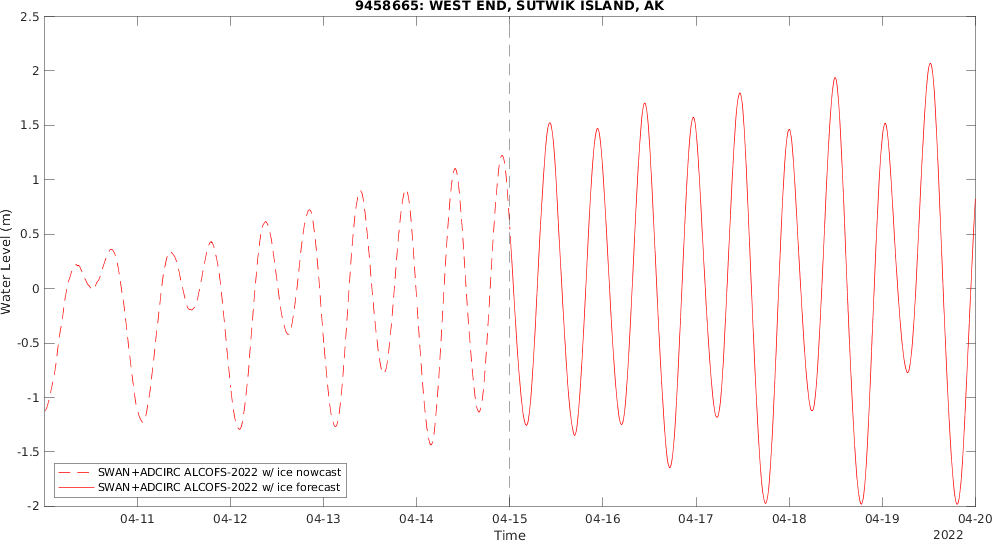 9458665: WEST END, SUTWIK ISLAND, AK
2.5
2
1.5
1
0.5
0
-0.5
-1
-1.5
-2
Water Level (m)
SWAN+ADCIRC ALCOFS-2022 w/ ice nowcast
SWAN+ADCIRC ALCOFS-2022 w/ ice forecast
04-11 04-12 04-13 04-14 04-15 04-16 04-17 04-18 04-19 04-20
Time
2022